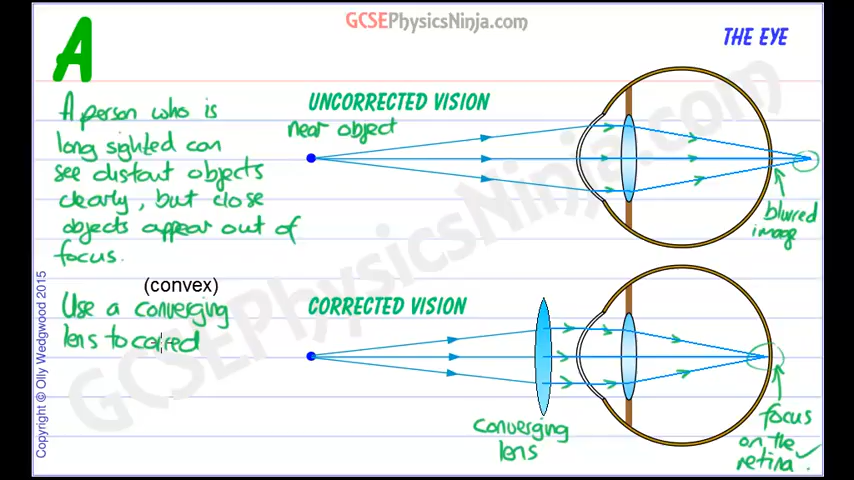 GCSEPhysicsNinja.com
A
THE EYE
A person who is
long sighted can
see distant objects
clearly, but close
objects appear out of
focus.
(convex)
Use a converging
lens to correct
UNCORRECTED VISION
near object
blurred
image
CORRECTED VISION
converging
lens
focus
on the
retina
Copyright © Olly Wedgwood 2015
GCSEPhysicsNinja.com